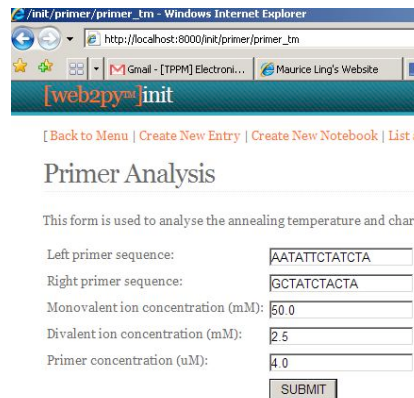 /init/primer/primer_tm - Windows Internet Explorer
http://localhost:8000/init/primer/primer_tm
Gmail - [TPPM] Electroni... Maurice Ling's Website
[web2py™]init
[ Back to Menu | Create New Entry | Create New Notebook | List
Primer Analysis
This form is used to analyse the annealing temperature and char
Left primer sequence: AATATTCTATCTA
Right primer sequence: GCTATCTACTA
Monovalent ion concentration (mM): 50.0
Divalent ion concentration (mM): 2.5
Primer concentration (uM): 4.0
SUBMIT